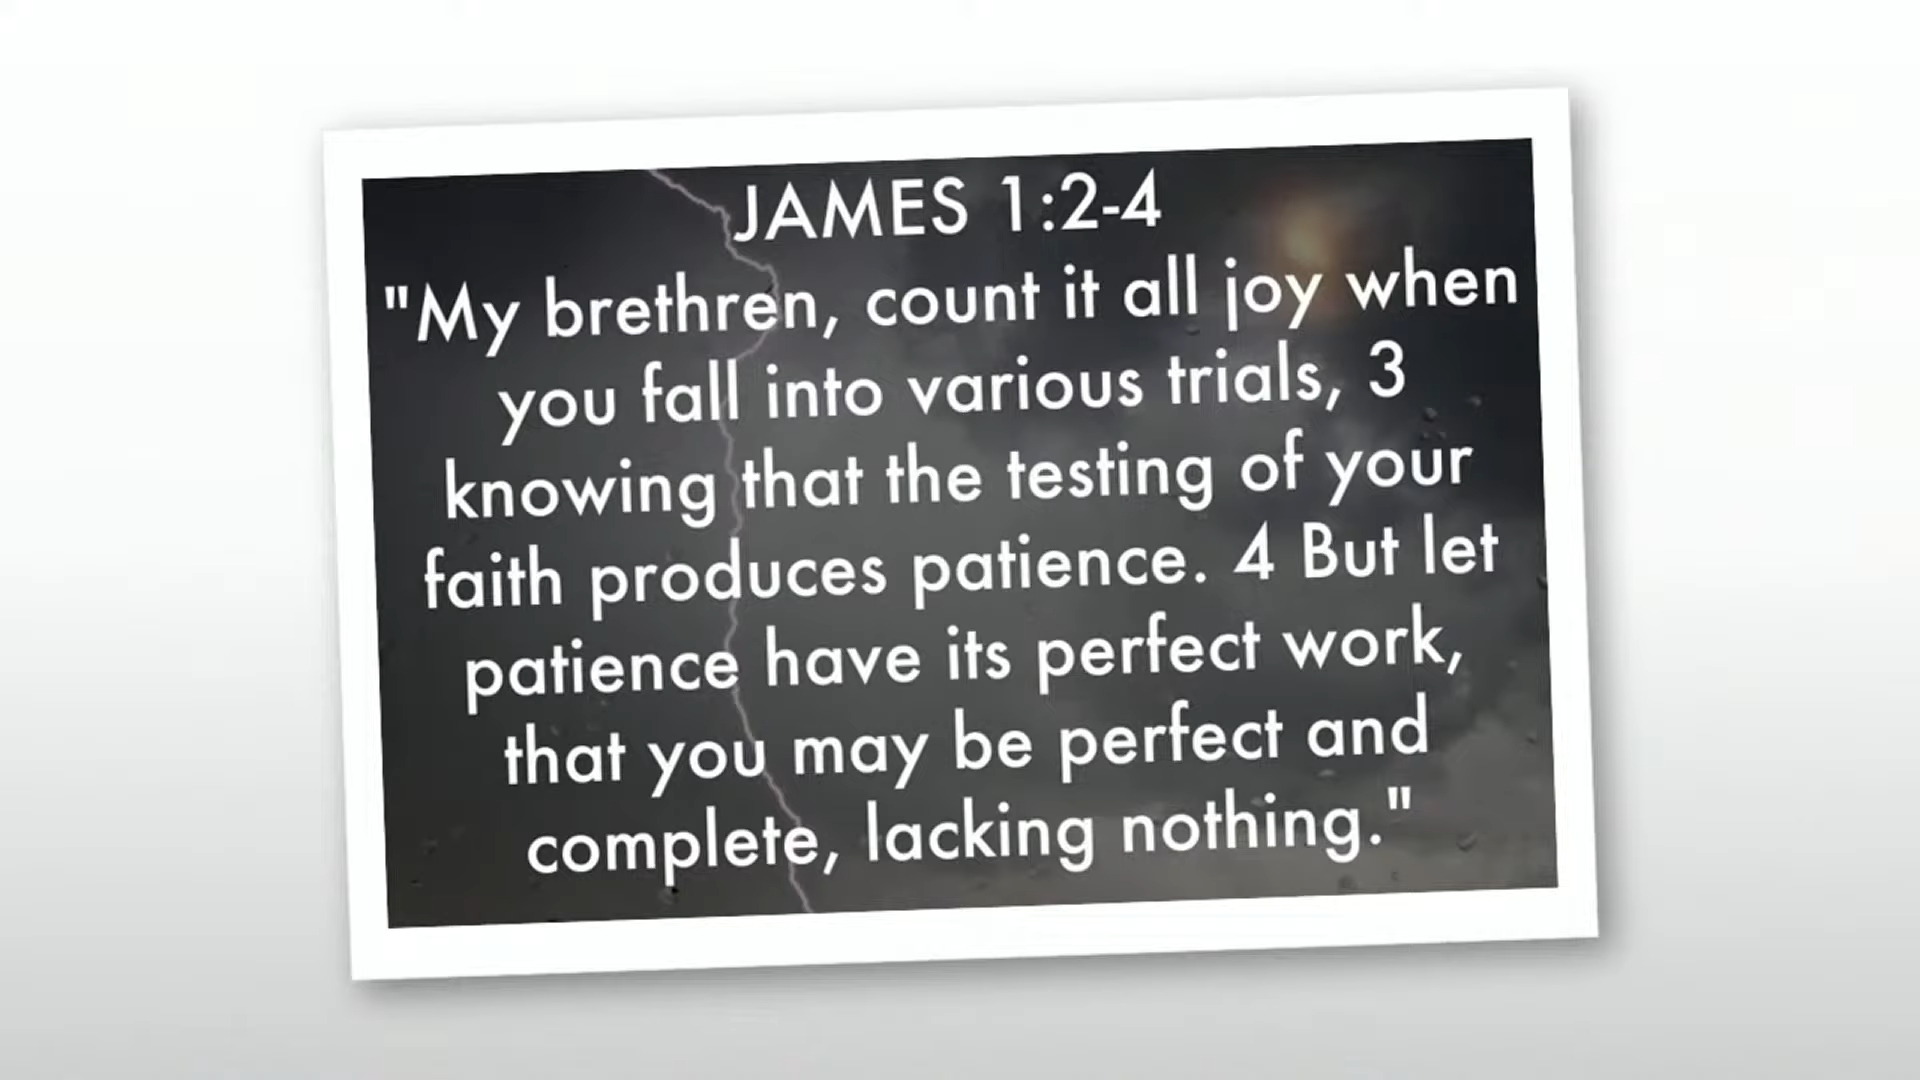 JAMES 1:2-4
"My brethren, count it all joy when
you fall into various trials, 3
knowing that the testing of your
faith produces patience. 4 But let
patience have its perfect work,
that you may be perfect and
complete, lacking nothing."